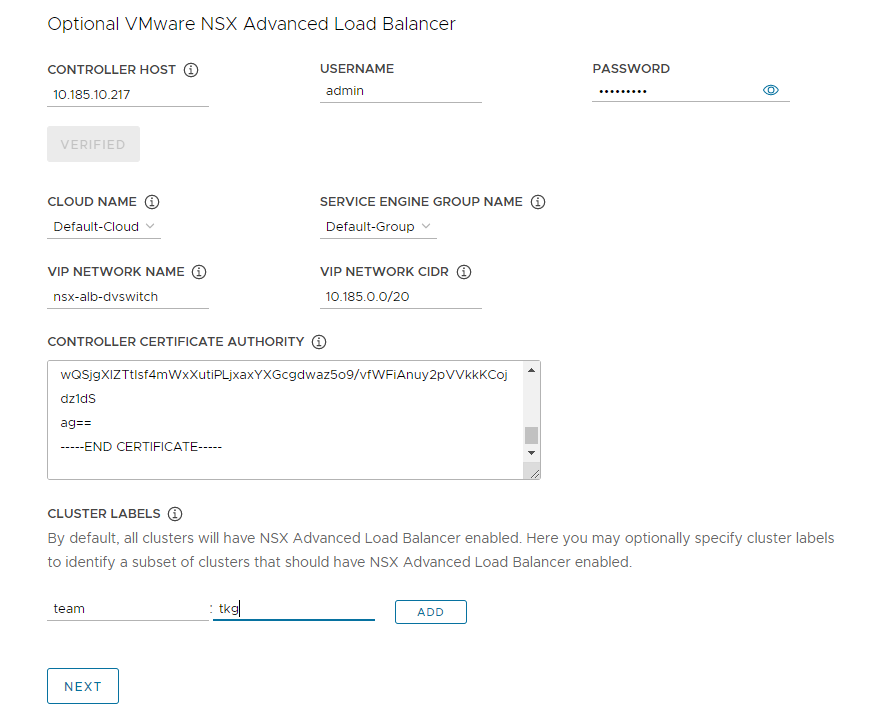 Optional VMware NSX Advanced Load Balancer
CONTROLLER HOST
USERNAME
PASSWORD
10.185.10.217
admin
•••••••••
VERIFIED
CLOUD NAME
SERVICE ENGINE GROUP NAME
Default-Cloud
Default-Group
VIP NETWORK NAME
VIP NETWORK CIDR
nsx-alb-dvswitch
10.185.0.0/20
CONTROLLER CERTIFICATE AUTHORITY
wQSjgXlZTtlsf4mWxXutiPLjxaxYXGcgdwaz5o9/vfWFiAnuy2pVVkkKCoj
dz1dS
ag==
-----END CERTIFICATE-----
CLUSTER LABELS
By default, all clusters will have NSX Advanced Load Balancer enabled. Here you may optionally specify cluster labels
to identify a subset of clusters that should have NSX Advanced Load Balancer enabled.
team : tkg ADD
NEXT